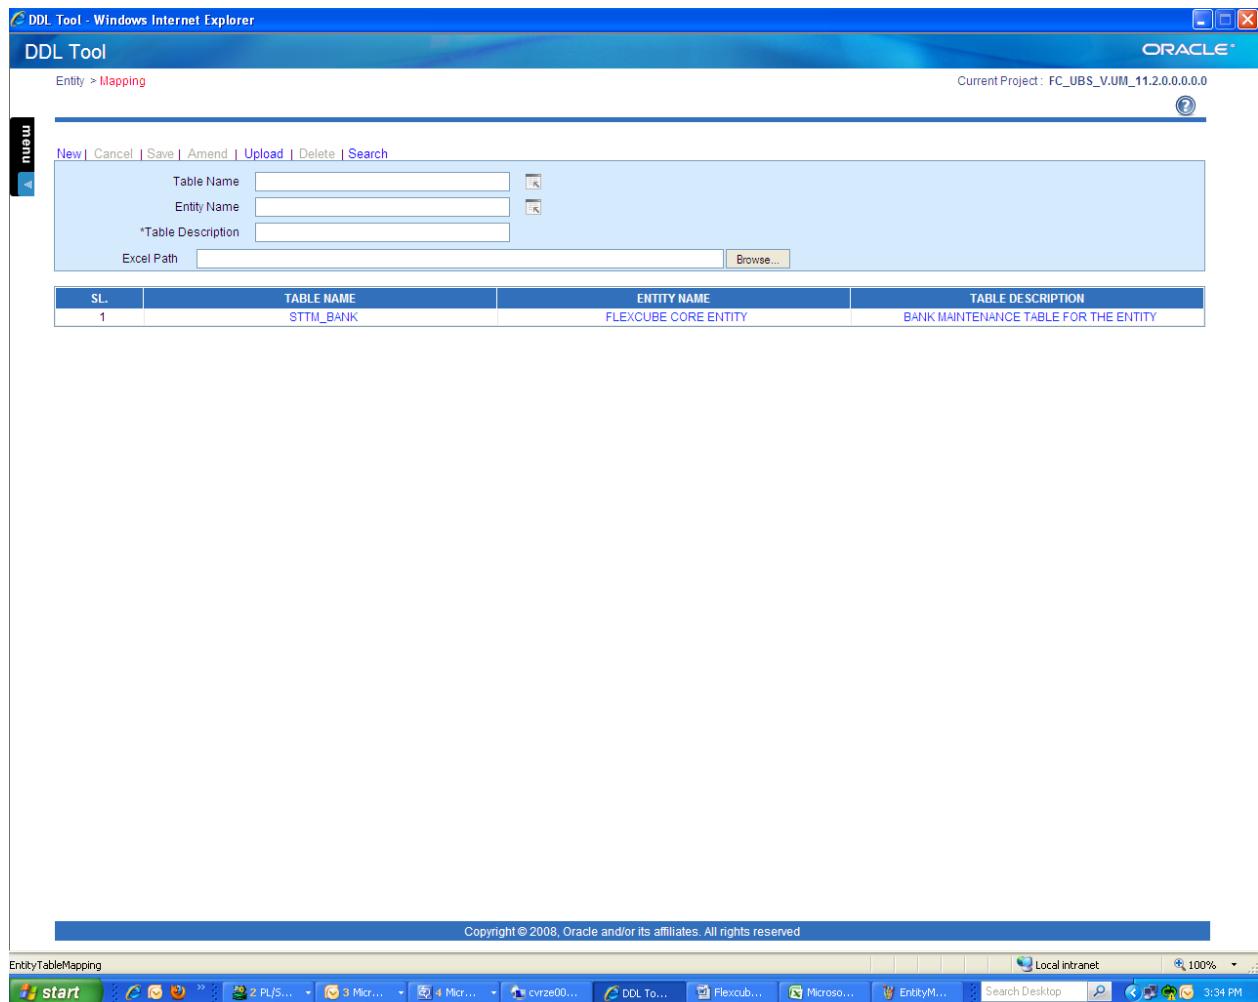 DDL Tool - Windows Internet Explorer
DDL Tool
ORACLE
Entity > Mapping
Current Project : FC_UBS_V.UM_11.2.0.0.0.0.0
menu
New | Cancel | Save | Amend | Upload | Delete | Search
Table Name
Entity Name
*Table Description
Excel Path Browse...
SL. TABLE NAME ENTITY NAME TABLE DESCRIPTION
1 STTM_BANK FLEXCUBE CORE ENTITY BANK MAINTENANCE TABLE FOR THE ENTITY
Copyright © 2008, Oracle and/or its affiliates. All rights reserved
EntityTableMapping Local intranet 100%
start 2 PL/S... 3 Micr... 4 Micr... cvrze00... DDL To... Flexcub... Microso... EntityM... Search Desktop 3:34 PM